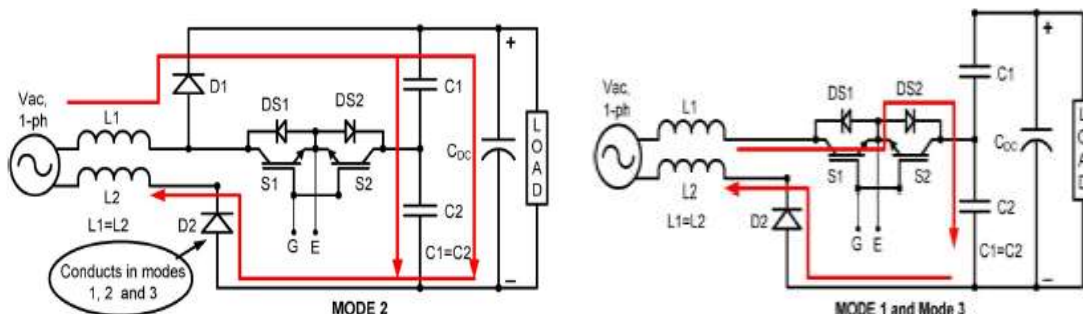 Vac,
1-ph
L1
L2
L1=L2
D1
D2
DS1
DS2
S1
S2
G E
C1
C2
C1=C2
CDC
+
–
LOAD
Conducts in modes
1, 2 and 3
MODE 2
Vac,
1-ph
L1
L2
L1=L2
D2
DS1
DS2
S1
S2
G E
C1
C2
C1=C2
CDC
+
–
LOAD
MODE 1 and Mode 3